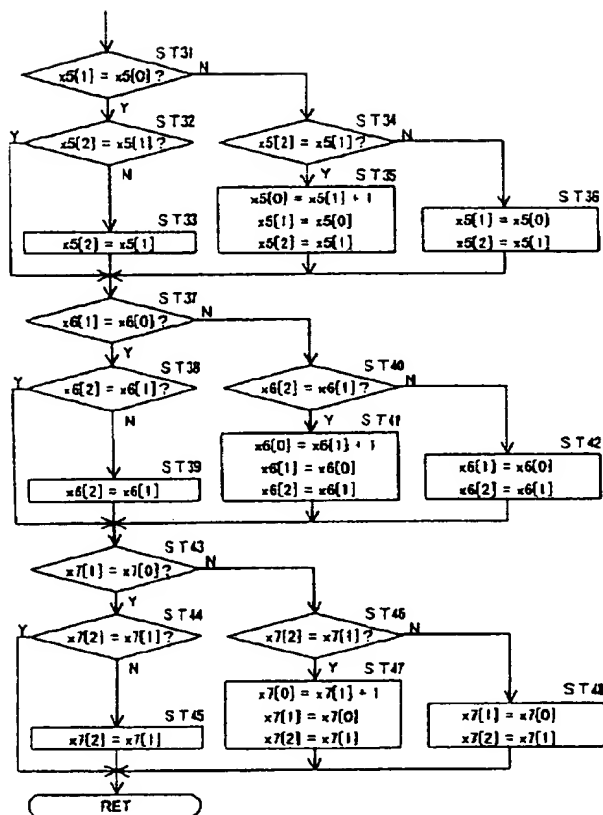 ST31
x5[1] = x5[0] ?
N
Y
ST32
ST34
Y
x5[2] = x5[1] ?
x5[2] = x5[1] ?
N
N
Y
ST35
ST33
x5[2] = x5[1]
x5[0] = x5[1] + 1
x5[1] = x5[0]
x5[2] = x5[1]
ST36
x5[1] = x5[0]
x5[2] = x5[1]
ST37
x6[1] = x6[0] ?
N
Y
ST38
ST40
Y
x6[2] = x6[1] ?
x6[2] = x6[1] ?
N
N
Y
ST41
ST39
x6[2] = x6[1]
x6[0] = x6[1] + 1
x6[1] = x6[0]
x6[2] = x6[1]
ST42
x6[1] = x6[0]
x6[2] = x6[1]
ST43
x7[1] = x7[0] ?
N
Y
ST44
ST46
Y
x7[2] = x7[1] ?
x7[2] = x7[1] ?
N
N
Y
ST47
ST45
x7[2] = x7[1]
x7[0] = x7[1] + 1
x7[1] = x7[0]
x7[2] = x7[1]
ST48
x7[1] = x7[0]
x7[2] = x7[1]
RET